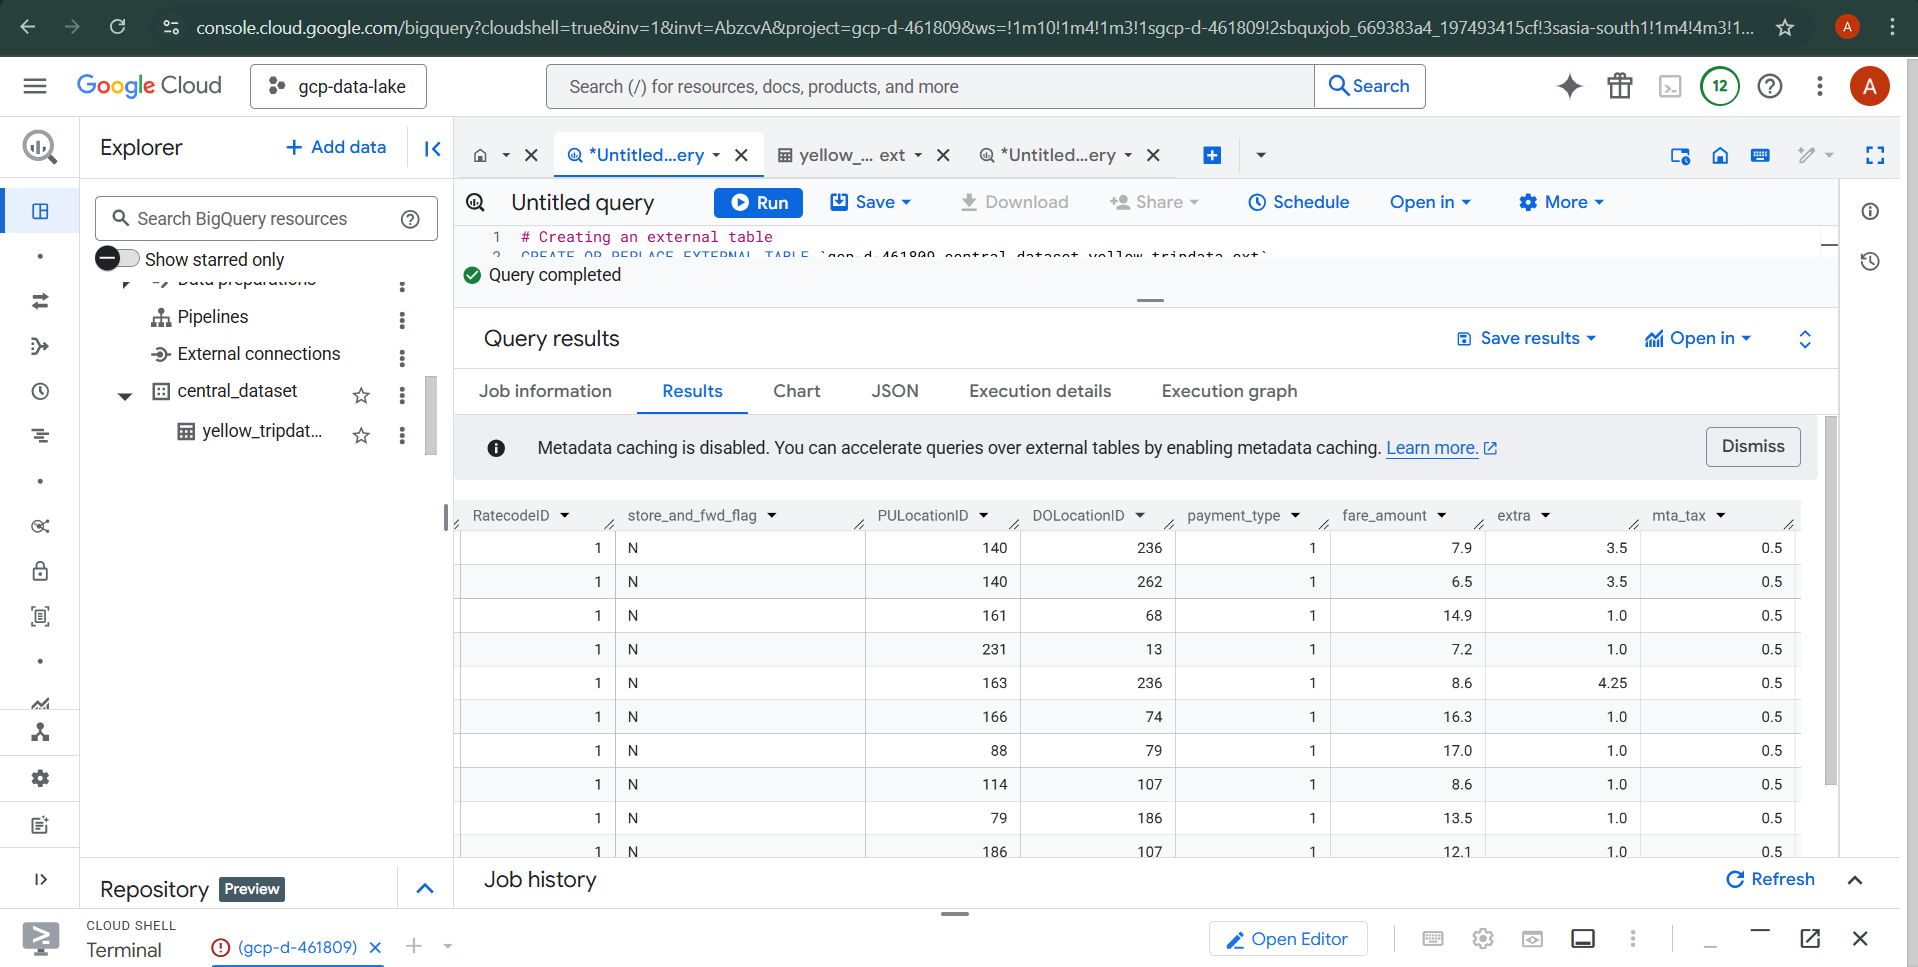 console.cloud.google.com/bigquery?cloudshell=true&inv=1&invt=AbzcvA&project=gcp-d-461809&ws=!1m10!1m4!1m3!1sgcp-d-461809!2sbquxjob_669383a4_197493415cf!3sasia-south1!1m4!4m3!1... A
Google Cloud gcp-data-lake Search (/) for resources, docs, products, and more Search 12 A
Explorer + Add data
*Untitled...ery yellow_... ext *Untitled...ery
Search BigQuery resources
Show starred only
Data preparations
Pipelines
External connections
central_dataset
yellow_tripdat...
Repository Preview
Untitled query Run Save Download Share Schedule Open in More
1 # Creating an external table
2 CREATE OR REPLACE EXTERNAL TABLE `gcp-d-461809.central_dataset.yellow_tripdata_ext`
Query completed
Query results Save results Open in
Job information Results Chart JSON Execution details Execution graph
Metadata caching is disabled. You can accelerate queries over external tables by enabling metadata caching. Learn more. Dismiss
RatecodeID store_and_fwd_flag PULocationID DOLocationID payment_type fare_amount extra mta_tax
1 N 140 236 1 7.9 3.5 0.5
1 N 140 262 1 6.5 3.5 0.5
1 N 161 68 1 14.9 1.0 0.5
1 N 231 13 1 7.2 1.0 0.5
1 N 163 236 1 8.6 4.25 0.5
1 N 166 74 1 16.3 1.0 0.5
1 N 88 79 1 17.0 1.0 0.5
1 N 114 107 1 8.6 1.0 0.5
1 N 79 186 1 13.5 1.0 0.5
1 N 186 107 1 12.1 1.0 0.5
Job history Refresh
CLOUD SHELL
Terminal (gcp-d-461809) Open Editor